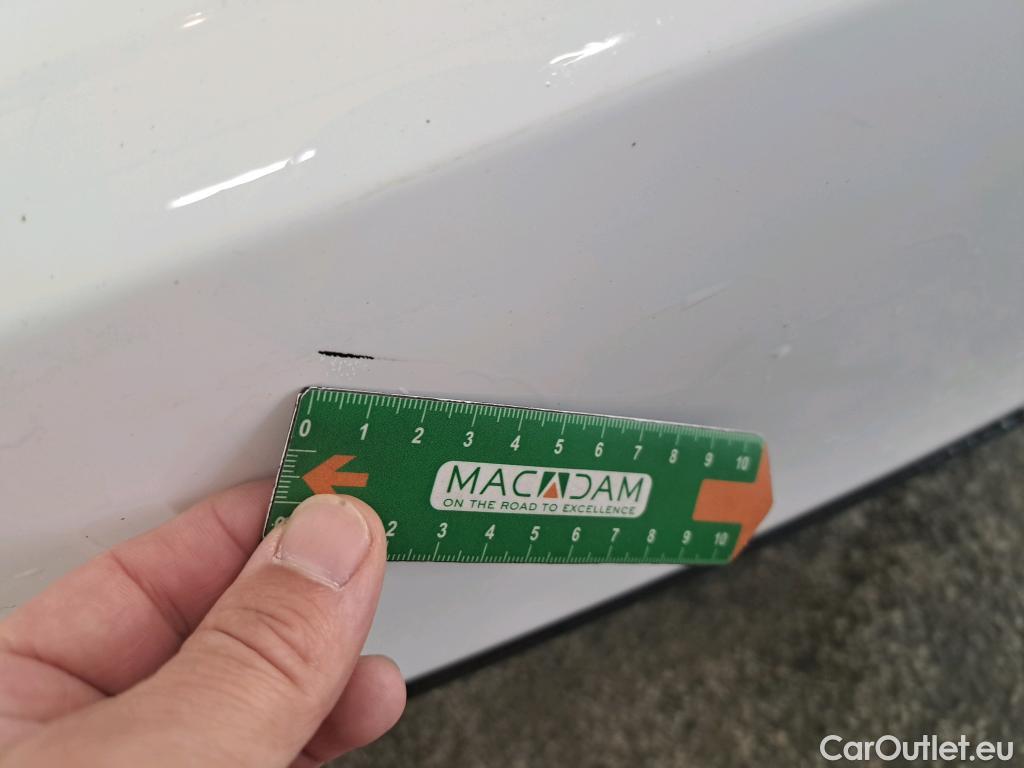 0 1 2 3 4 5 6 7 8 9 10
MACADAM
ON THE ROAD TO EXCELLENCE
2 3 4 5 6 7 8 9 10
CarOutlet.eu